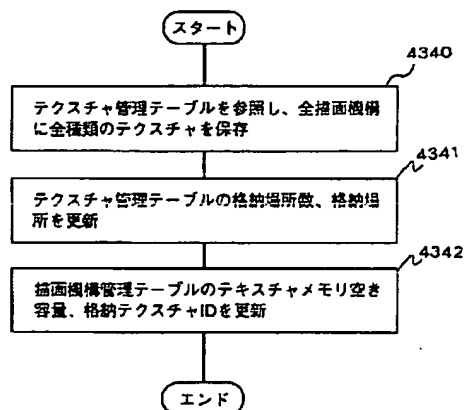 スタート
4340
テクスチャ管理テーブルを参照し、全描画機構
に全種類のテクスチャを保存
4341
テクスチャ管理テーブルの格納場所数、格納場
所を更新
4342
描画機構管理テーブルのテキスチャメモリ空き
容量、格納テクスチャIDを更新
エンド